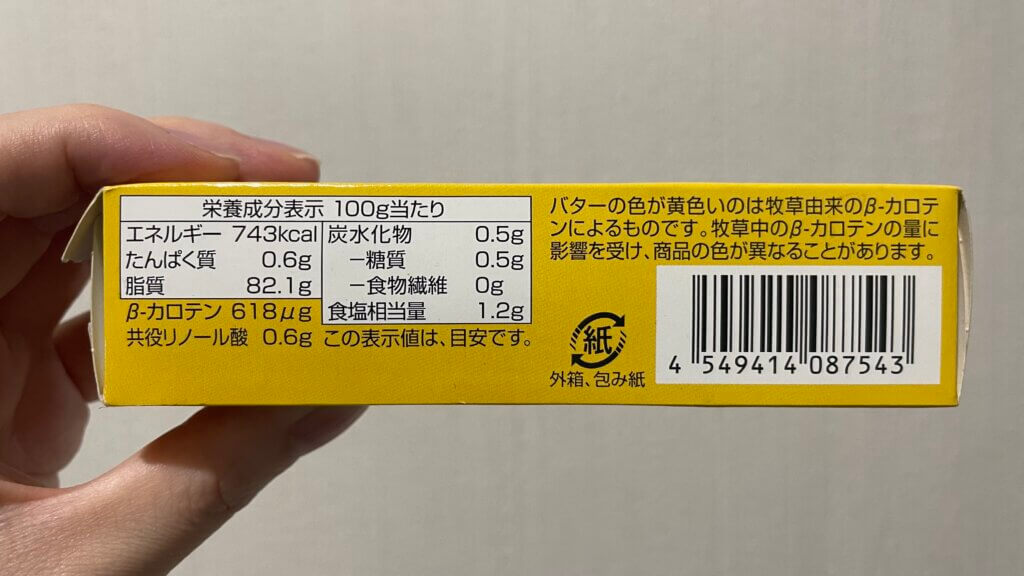 栄養成分表示 100g当たり
エネルギー 743kcal
たんぱく質 0.6g
脂質 82.1g
炭水化物 0.5g
－糖質 0.5g
－食物繊維 0g
食塩相当量 1.2g
β-カロテン 618μg
共役リノール酸 0.6g この表示値は、目安です。
バターの色が黄色いのは牧草由来のβ-カロテ
ンによるものです。牧草中のβ-カロテンの量に
影響を受け、商品の色が異なることがあります。
紙
外箱、包み紙
4 549414 087543